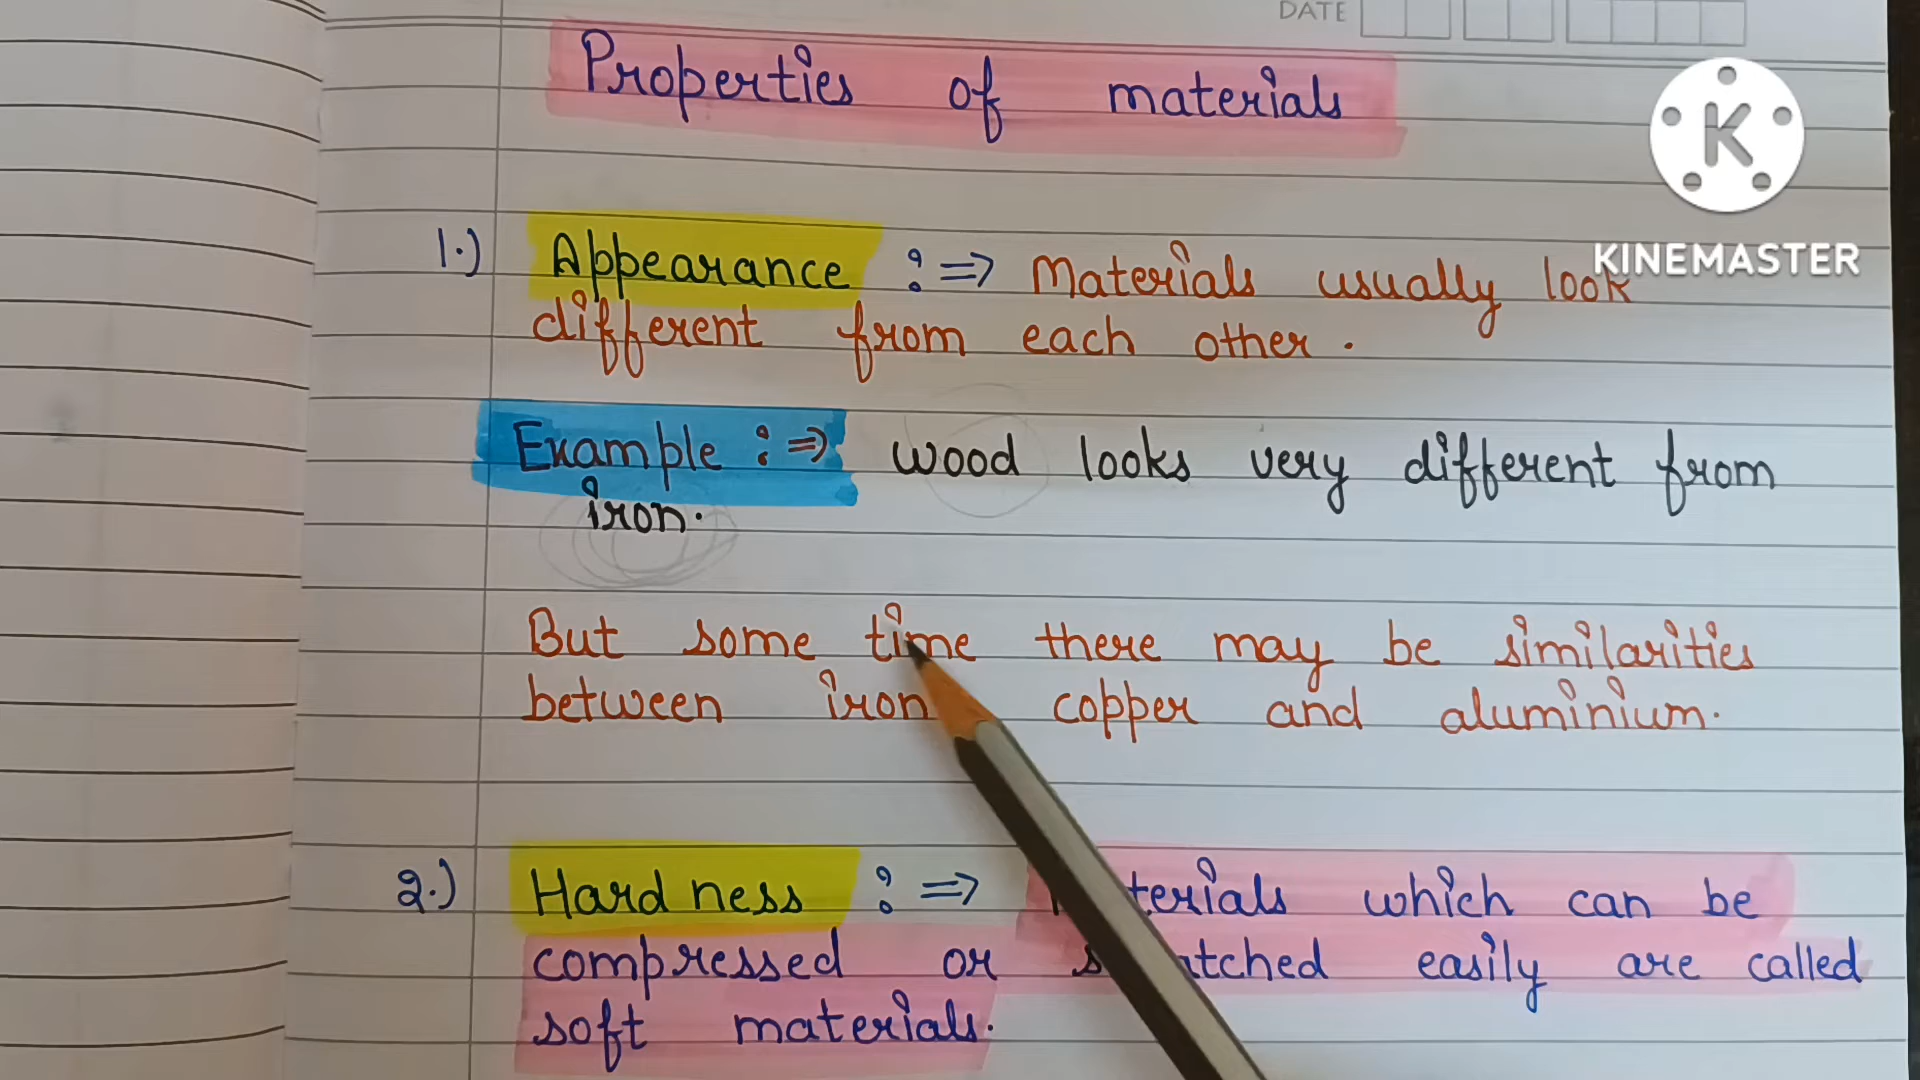 DATE
Properties of materials
KINEMASTER
1.) Appearance :⇒ Materials usually look
different from each other.
Example :⇒ wood looks very different from
iron.
But some time there may be similarities
between iron copper and aluminium.
2.) Hard ness :⇒ which can be
compressed or easily are called
soft materials.